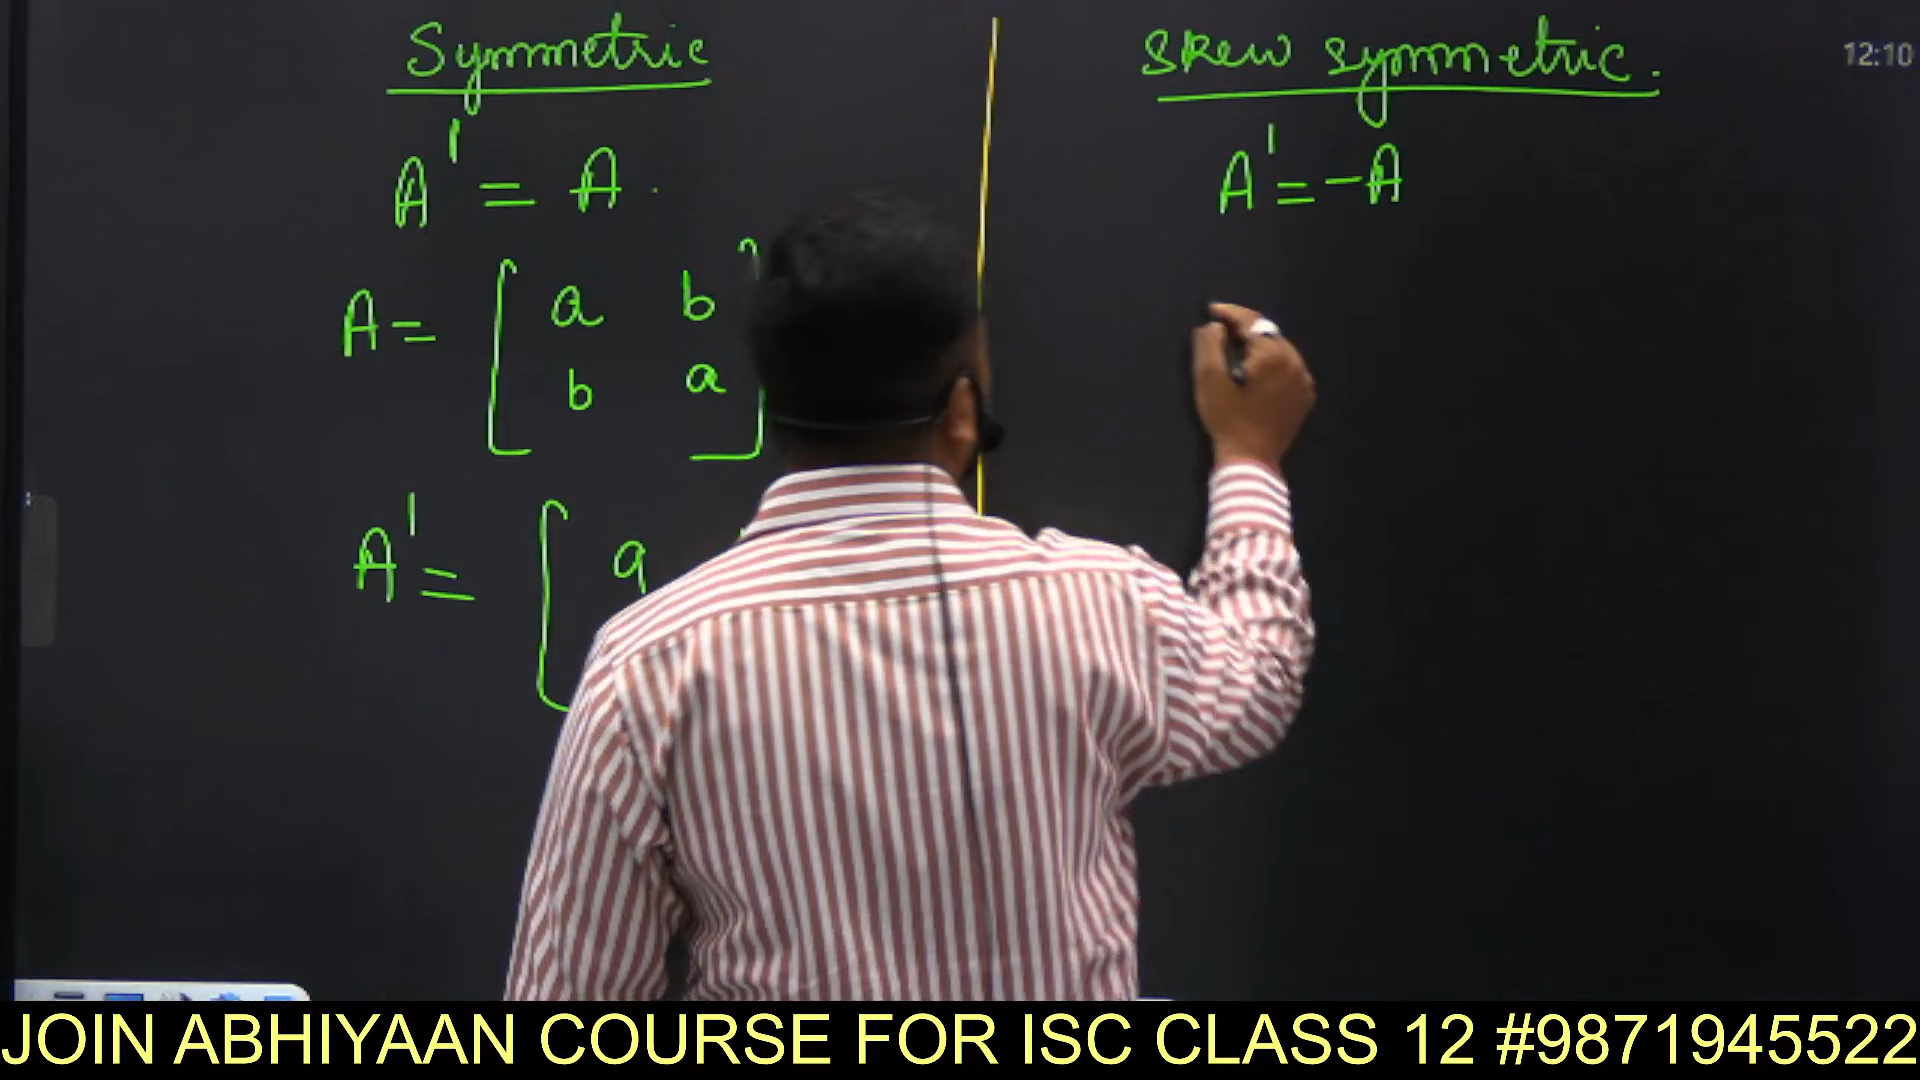 Symmetric
A' = A.
A = [ a b
b a ]
A' = [ a
Skew symmetric.
A' = -A
12:10
JOIN ABHIYAAN COURSE FOR ISC CLASS 12 #9871945522